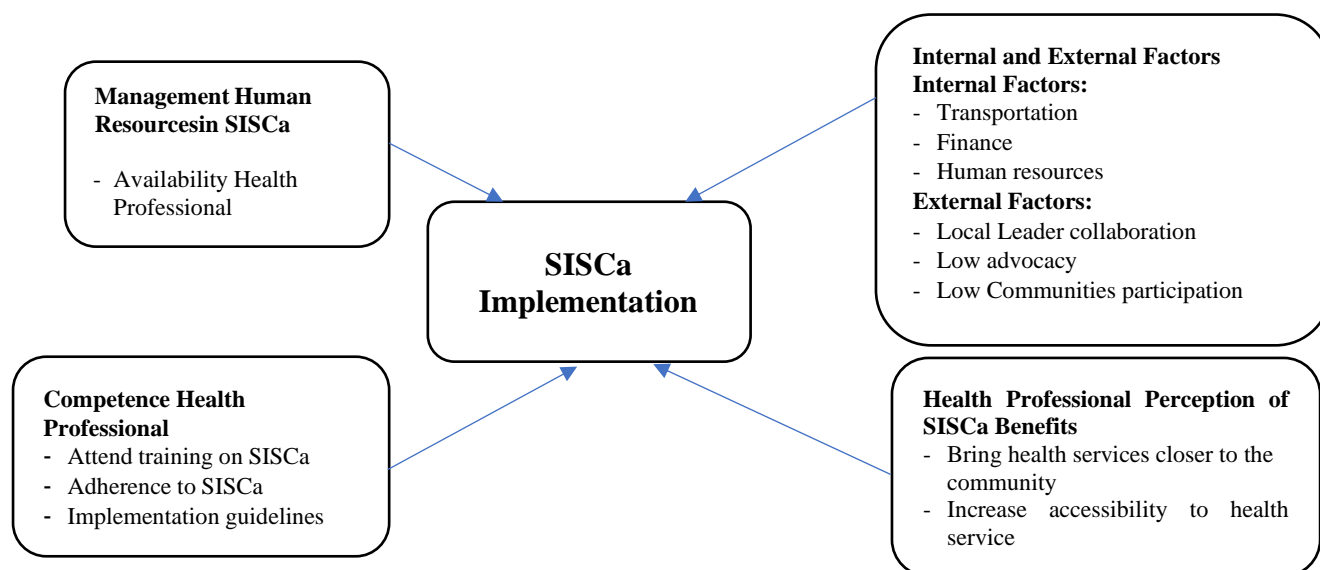 Management Human
Resourcesin SISCa
- Availability Health
Professional
Internal and External Factors
Internal Factors:
- Transportation
- Finance
- Human resources
External Factors:
- Local Leader collaboration
- Low advocacy
- Low Communities participation
SISCa
Implementation
Competence Health
Professional
- Attend training on SISCa
- Adherence to SISCa
- Implementation guidelines
Health Professional Perception of
SISCa Benefits
- Bring health services closer to the
community
- Increase accessibility to health
service